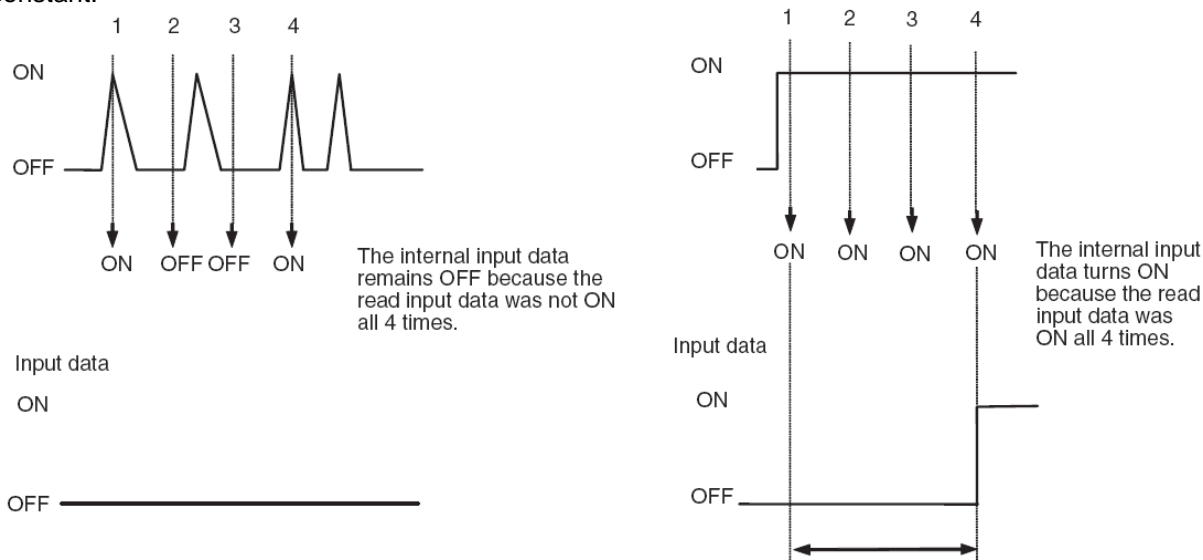 constant.
1 2 3 4
ON
OFF
ON OFF OFF ON
The internal input data
remains OFF because the
read input data was not ON
all 4 times.
Input data
ON
OFF
1 2 3 4
ON
OFF
ON ON ON ON
The internal input
data turns ON
because the read
input data was
ON all 4 times.
Input data
ON
OFF